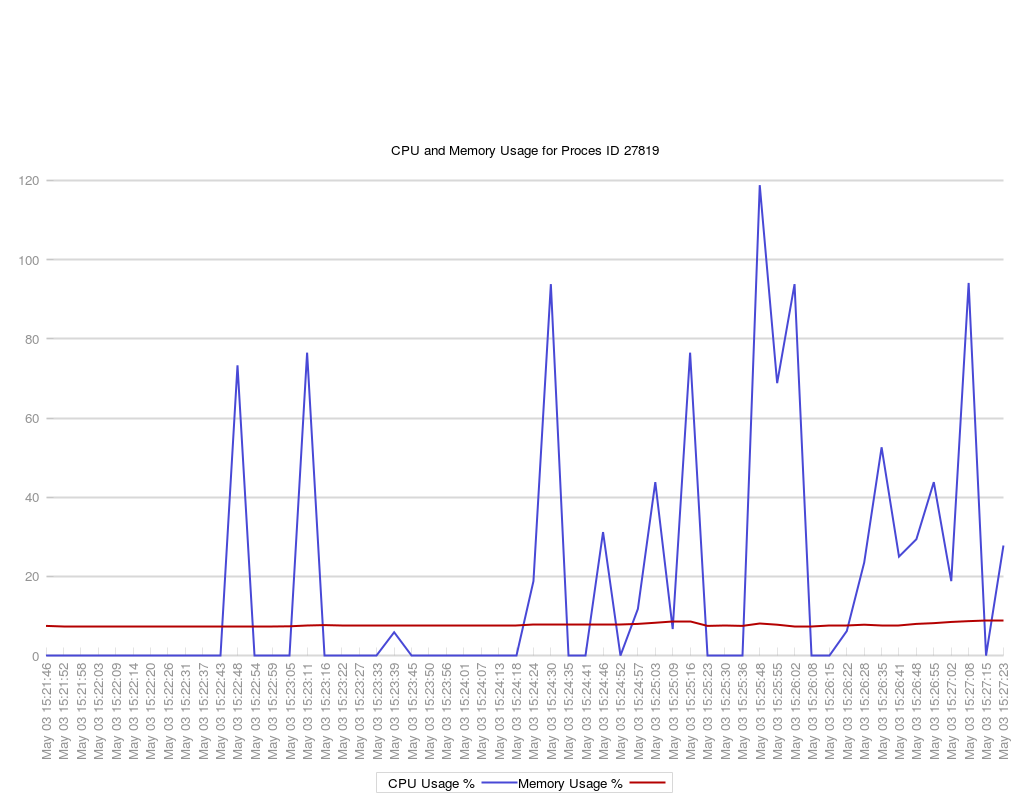 CPU and Memory Usage for Proces ID 27819
120
100
80
60
40
20
0
May 03 15:21:46
May 03 15:21:52
May 03 15:21:58
May 03 15:22:03
May 03 15:22:09
May 03 15:22:14
May 03 15:22:20
May 03 15:22:26
May 03 15:22:31
May 03 15:22:37
May 03 15:22:43
May 03 15:22:48
May 03 15:22:54
May 03 15:22:59
May 03 15:23:05
May 03 15:23:11
May 03 15:23:16
May 03 15:23:22
May 03 15:23:27
May 03 15:23:33
May 03 15:23:39
May 03 15:23:45
May 03 15:23:50
May 03 15:23:56
May 03 15:24:01
May 03 15:24:07
May 03 15:24:13
May 03 15:24:18
May 03 15:24:24
May 03 15:24:30
May 03 15:24:35
May 03 15:24:41
May 03 15:24:46
May 03 15:24:52
May 03 15:24:57
May 03 15:25:03
May 03 15:25:09
May 03 15:25:16
May 03 15:25:23
May 03 15:25:30
May 03 15:25:36
May 03 15:25:48
May 03 15:25:55
May 03 15:26:02
May 03 15:26:08
May 03 15:26:15
May 03 15:26:22
May 03 15:26:28
May 03 15:26:35
May 03 15:26:41
May 03 15:26:48
May 03 15:26:55
May 03 15:27:02
May 03 15:27:08
May 03 15:27:15
May 03 15:27:23
CPU Usage % Memory Usage %